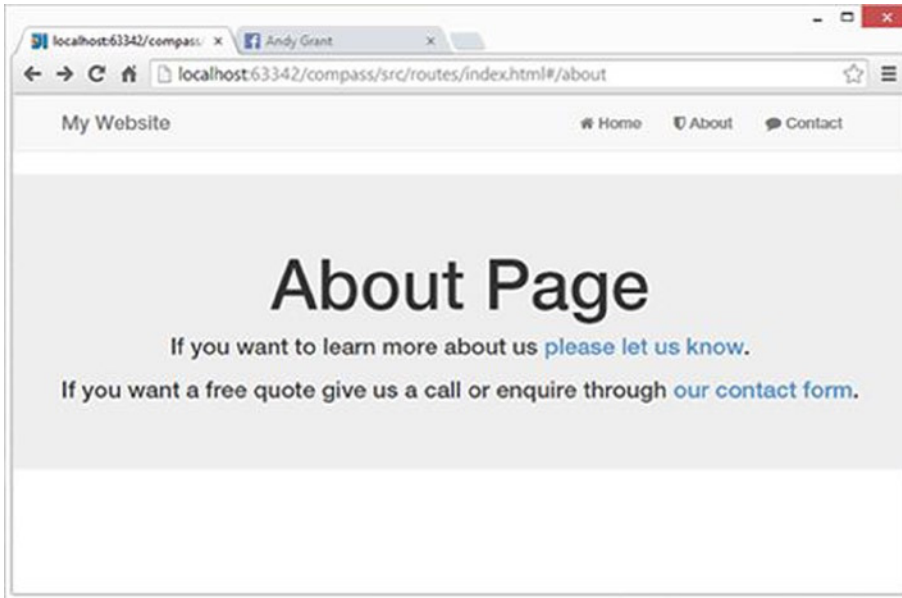 localhost:63342/compass/ Andy Grant
localhost:63342/compass/src/routes/index.html#/about
My Website Home About Contact
About Page
If you want to learn more about us please let us know.
If you want a free quote give us a call or enquire through our contact form.